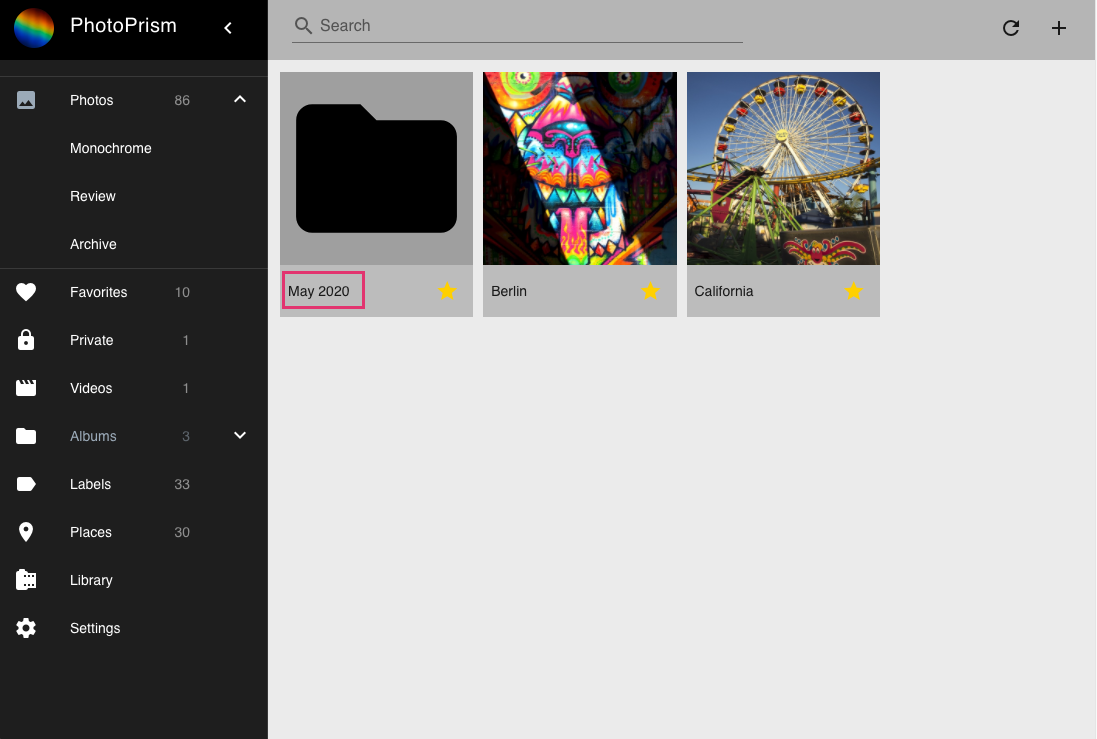 PhotoPrism
Search
Photos 86
Monochrome
Review
Archive
Favorites 10
Private 1
Videos 1
Albums 3
Labels 33
Places 30
Library
Settings
May 2020
Berlin
California